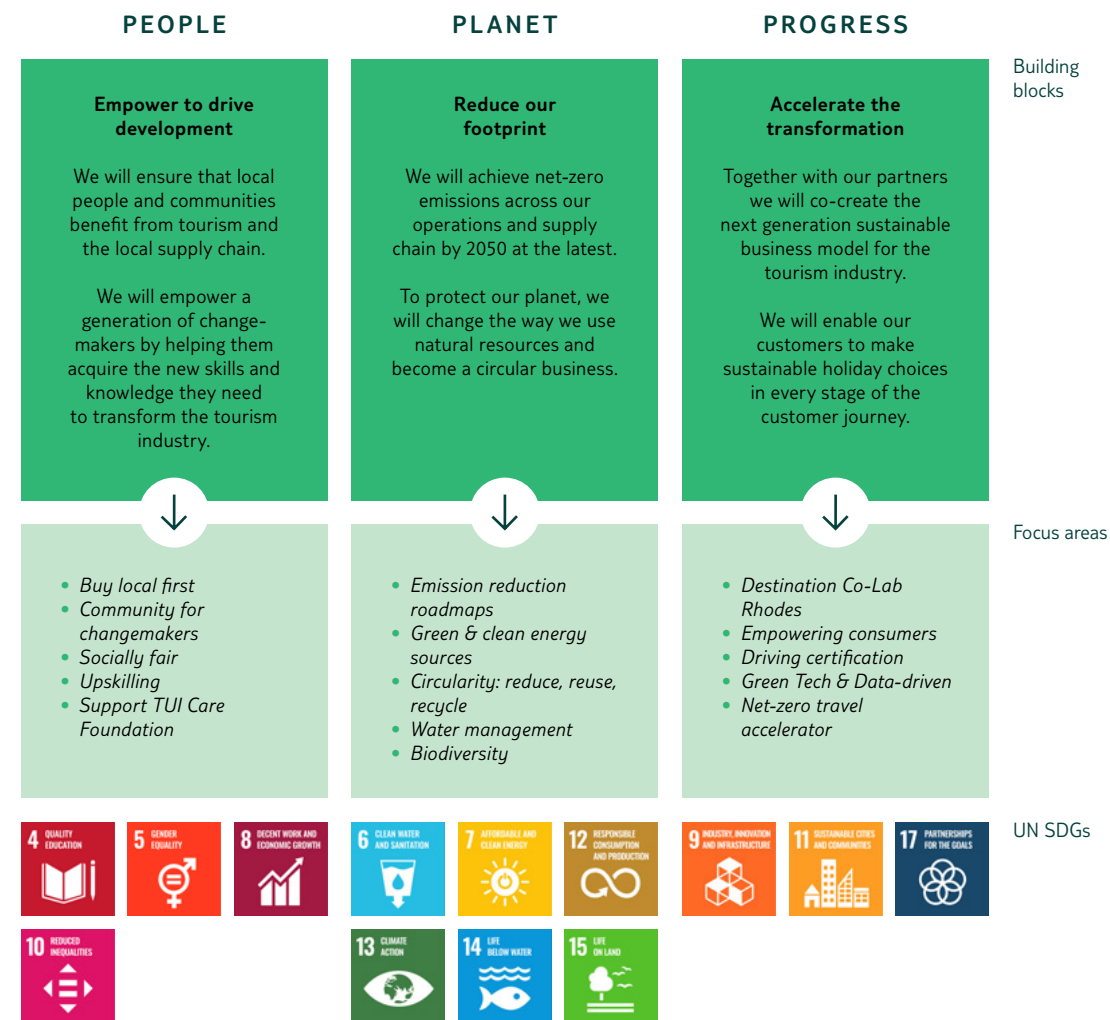 PEOPLE
PLANET
PROGRESS
Building
blocks
Empower to drive
development
We will ensure that local
people and communities
benefit from tourism and
the local supply chain.
We will empower a
generation of change-
makers by helping them
acquire the new skills and
knowledge they need
to transform the tourism
industry.
Reduce our
footprint
We will achieve net-zero
emissions across our
operations and supply
chain by 2050 at the latest.
To protect our planet, we
will change the way we use
natural resources and
become a circular business.
Accelerate the
transformation
Together with our partners
we will co-create the
next generation sustainable
business model for the
tourism industry.
We will enable our
customers to make
sustainable holiday choices
in every stage of the
customer journey.
Focus areas
• Buy local first
• Community for
changemakers
• Socially fair
• Upskilling
• Support TUI Care
Foundation
• Emission reduction
roadmaps
• Green & clean energy
sources
• Circularity: reduce, reuse,
recycle
• Water management
• Biodiversity
• Destination Co-Lab
Rhodes
• Empowering consumers
• Driving certification
• Green Tech & Data-driven
• Net-zero travel
accelerator
UN SDGs
4 QUALITY
EDUCATION
5 GENDER
EQUALITY
8 DECENT WORK AND
ECONOMIC GROWTH
10 REDUCED
INEQUALITIES
6 CLEAN WATER
AND SANITATION
7 AFFORDABLE AND
CLEAN ENERGY
12 RESPONSIBLE
CONSUMPTION
AND PRODUCTION
13 CLIMATE
ACTION
14 LIFE
BELOW WATER
15 LIFE
ON LAND
9 INDUSTRY, INNOVATION
AND INFRASTRUCTURE
11 SUSTAINABLE CITIES
AND COMMUNITIES
17 PARTNERSHIPS
FOR THE GOALS